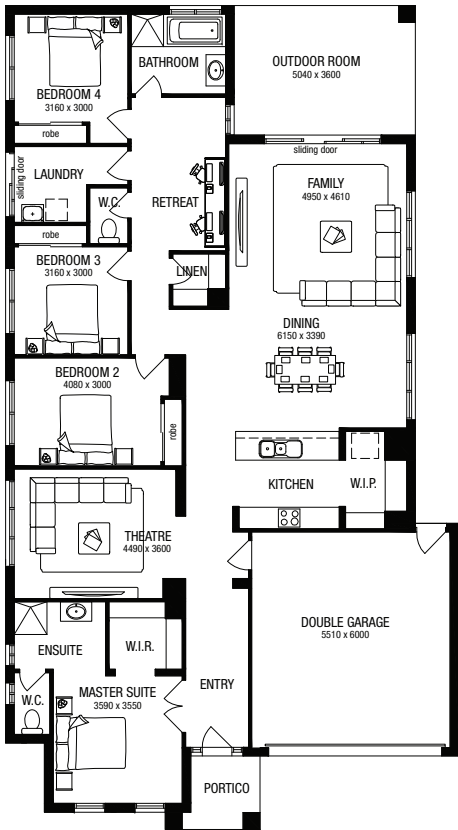 BATHROOM
OUTDOOR ROOM
5040 x 3600
BEDROOM 4
3160 x 3000
robe
sliding door
LAUNDRY
sliding door
FAMILY
4950 x 4610
W.C.
RETREAT
robe
BEDROOM 3
3160 x 3000
LINEN
DINING
6150 x 3390
BEDROOM 2
4080 x 3000
robe
KITCHEN
W.I.P.
THEATRE
4490 x 3600
DOUBLE GARAGE
5510 x 6000
ENSUITE
W.I.R.
W.C.
MASTER SUITE
3590 x 3550
ENTRY
PORTICO